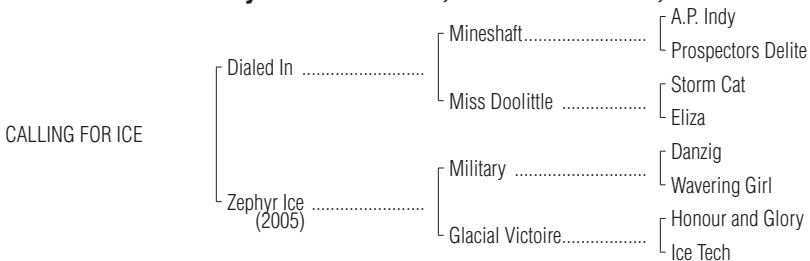 A.P. Indy
Mineshaft........................
Prospectors Delite
Dialed In ..........................
Storm Cat
Miss Doolittle ..................
Eliza
CALLING FOR ICE
Danzig
Military ............................
Wavering Girl
Zephyr Ice ........................
(2005)
Honour and Glory
Glacial Victoire..................
Ice Tech